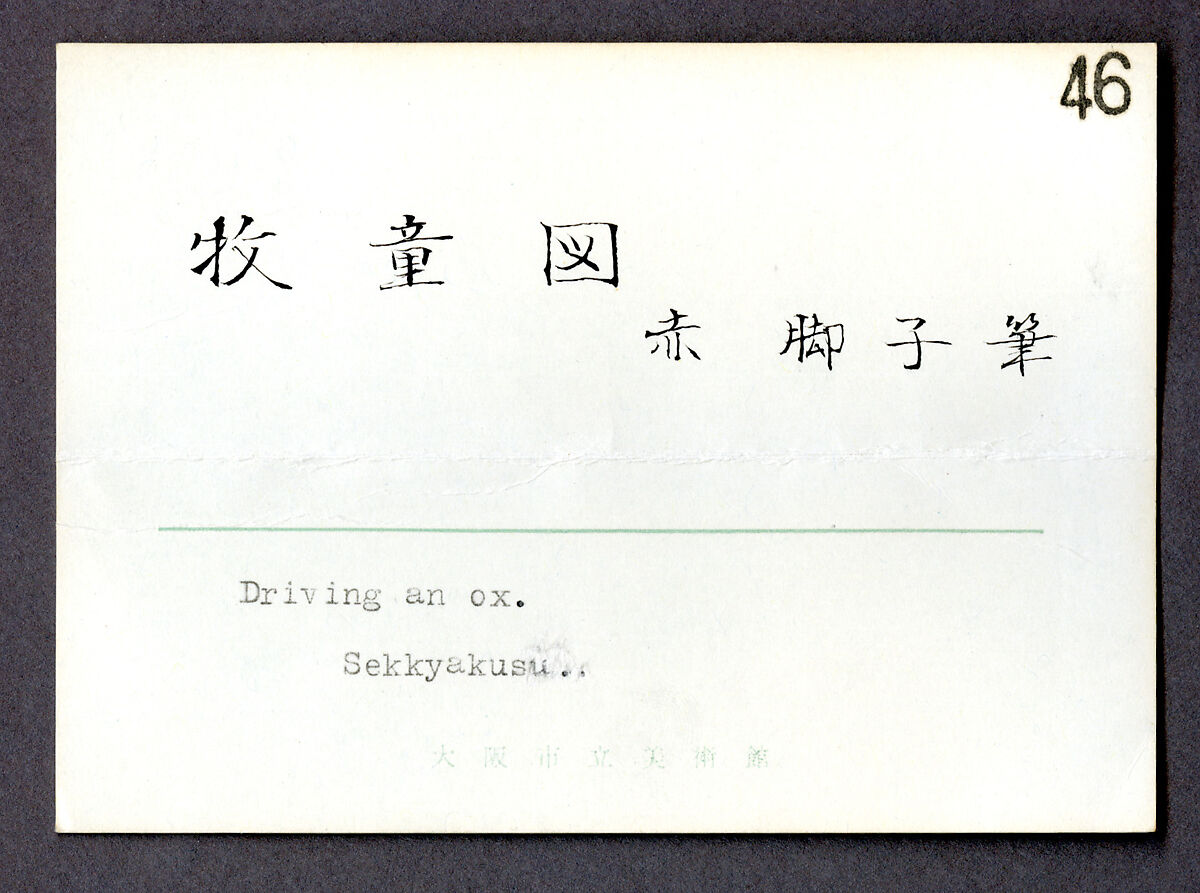 46
牧童図
赤脚子筆
Driving an ox.
Sekkyakusu..
大阪市立美術館